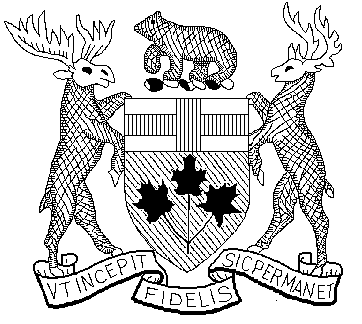 VT INCEPIT
FIDELIS
SIC PERMANET